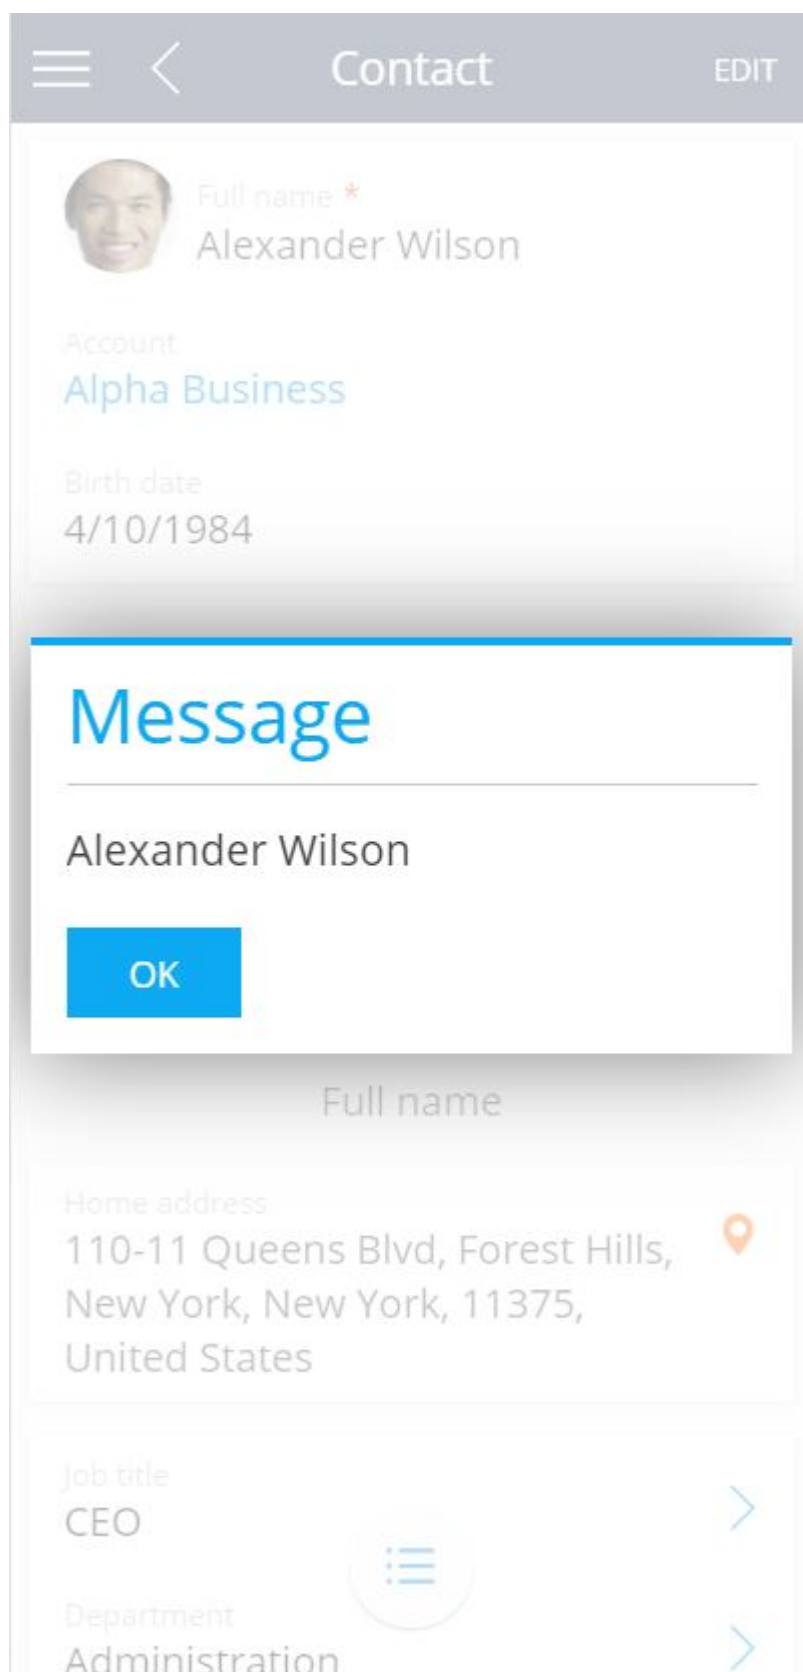 Contact
EDIT
Full name *
Alexander Wilson
Account
Alpha Business
Birth date
4/10/1984
Message
Alexander Wilson
OK
Full name
Home address
110-11 Queens Blvd, Forest Hills,
New York, New York, 11375,
United States
Job title
CEO
Department
Administration